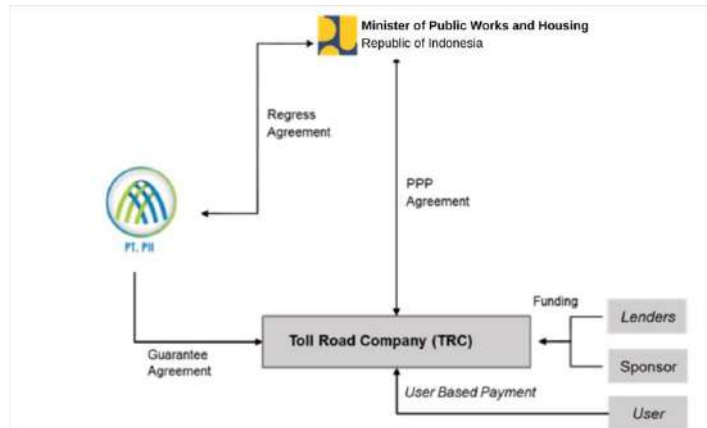 Minister of Public Works and Housing
Republic of Indonesia
Regress
Agreement
PPP
Agreement
PT. PII
Funding
Lenders
Toll Road Company (TRC)
Guarantee
Agreement
Sponsor
User Based Payment
User